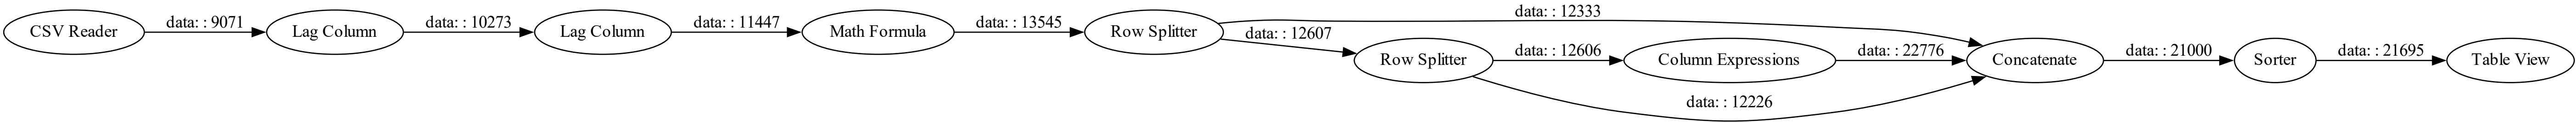 CSV Reader
data: : 9071
Lag Column
data: : 10273
Lag Column
data: : 11447
Math Formula
data: : 13545
Row Splitter
data: : 12333
data: : 12607
Row Splitter
data: : 12606
Column Expressions
data: : 22776
data: : 12226
Concatenate
data: : 21000
Sorter
data: : 21695
Table View